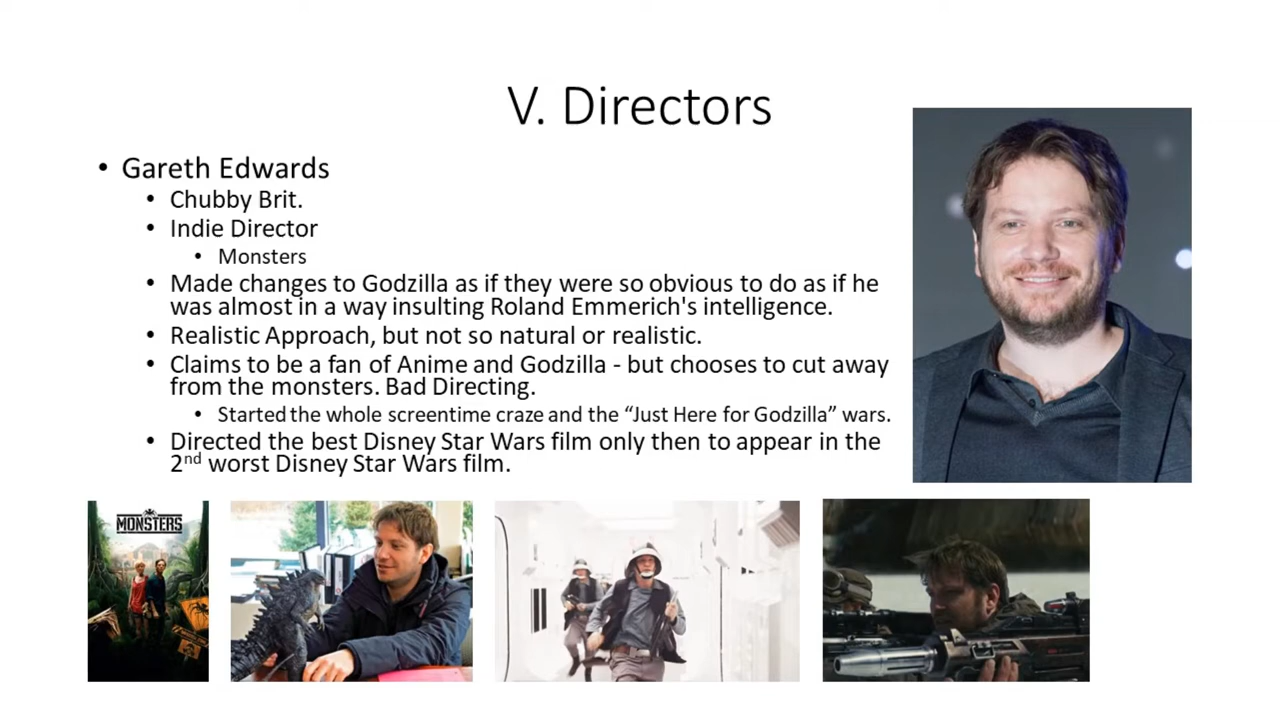 V. Directors
• Gareth Edwards
• Chubby Brit.
• Indie Director
• Monsters
• Made changes to Godzilla as if they were so obvious to do as if he
was almost in a way insulting Roland Emmerich's intelligence.
• Realistic Approach, but not so natural or realistic.
• Claims to be a fan of Anime and Godzilla - but chooses to cut away
from the monsters. Bad Directing.
• Started the whole screentime craze and the “Just Here for Godzilla” wars.
• Directed the best Disney Star Wars film only then to appear in the
2nd worst Disney Star Wars film.
MONSTERS